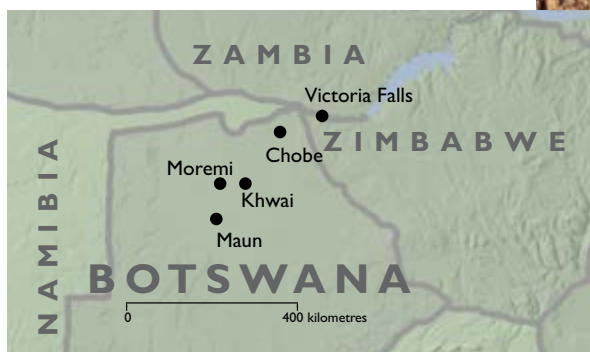 ZAMBIA
Victoria Falls
ZIMBABWE
Chobe
Moremi
Khwai
NAMIBIA
Maun
BOTSWANA
0 400 kilometres